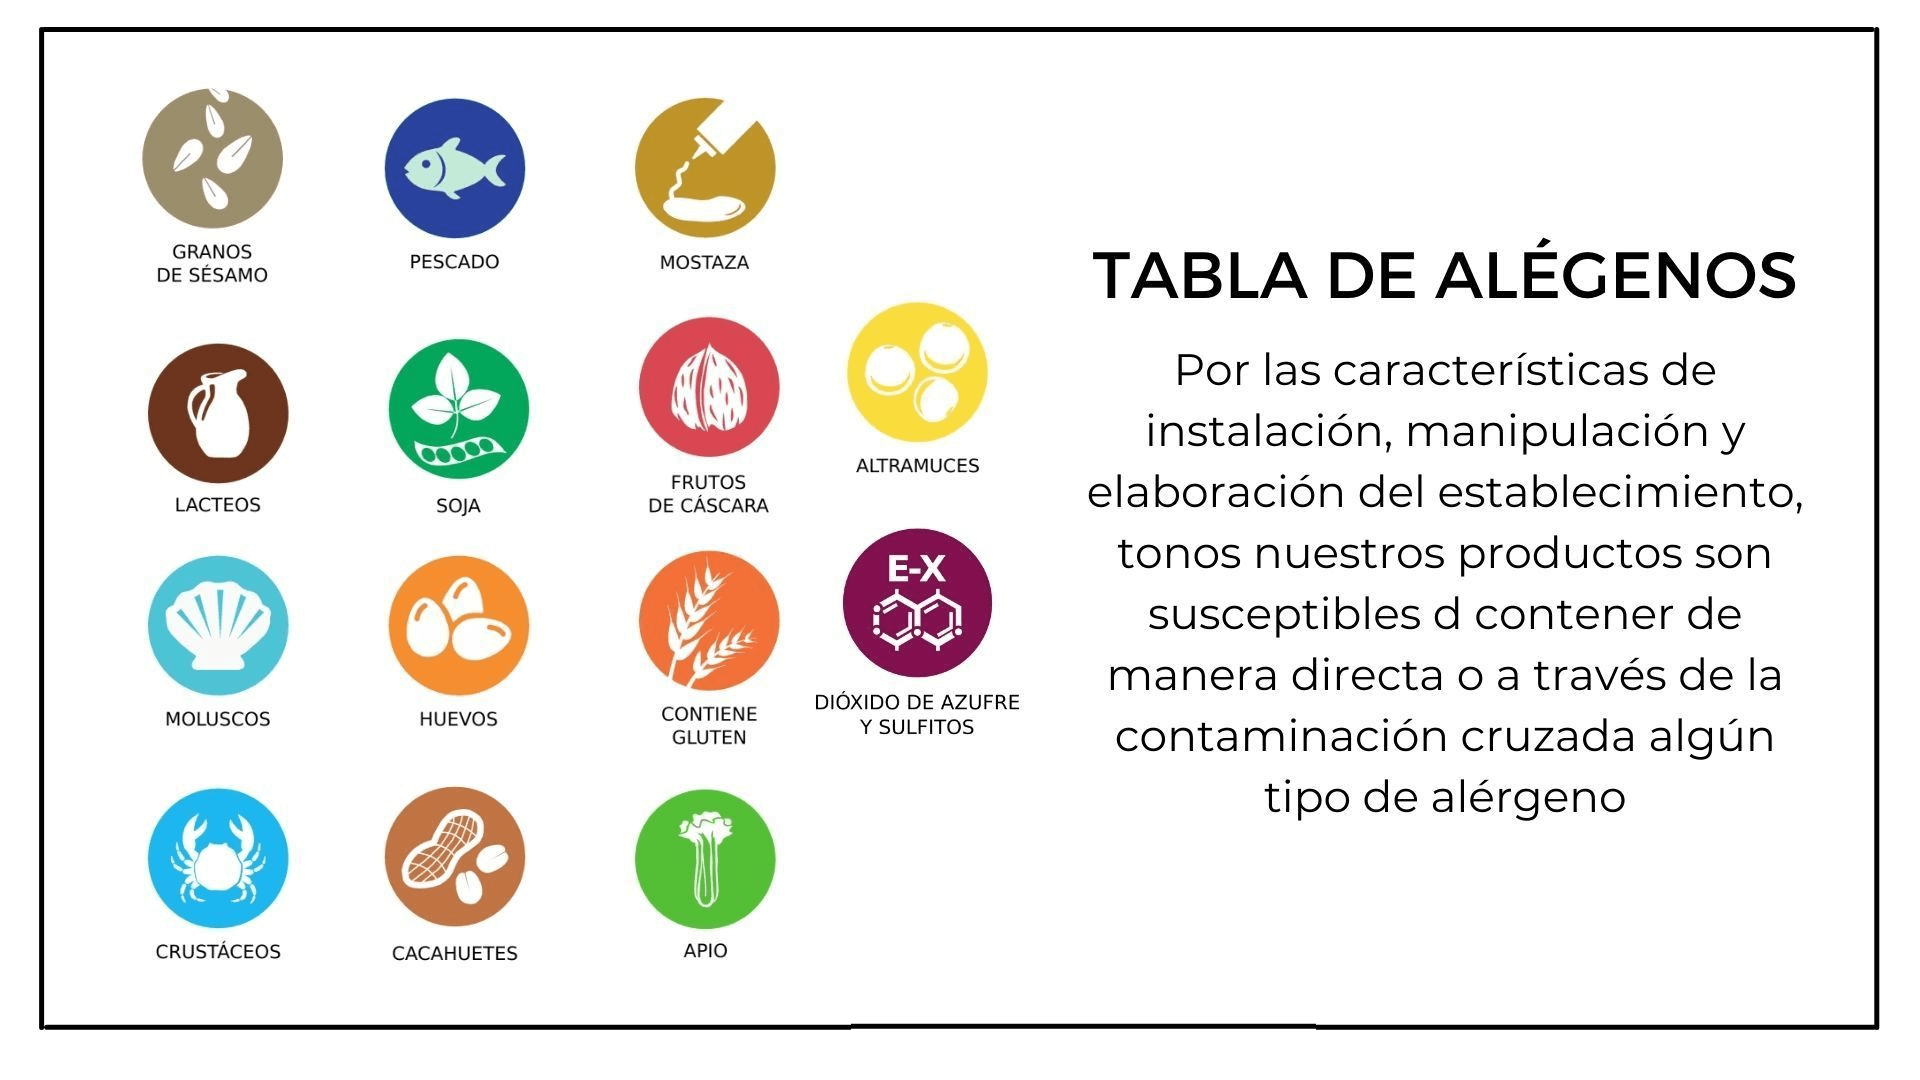 GRANOS
DE SÉSAMO
PESCADO
MOSTAZA
LACTEOS
SOJA
FRUTOS
DE CÁSCARA
ALTRAMUCES
MOLUSCOS
HUEVOS
CONTIENE
GLUTEN
E-X
DIÓXIDO DE AZUFRE
Y SULFITOS
CRUSTÁCEOS
CACAHUETES
APIO
TABLA DE ALÉGENOS
Por las características de
instalación, manipulación y
elaboración del establecimiento,
tonos nuestros productos son
susceptibles d contener de
manera directa o a través de la
contaminación cruzada algún
tipo de alérgeno